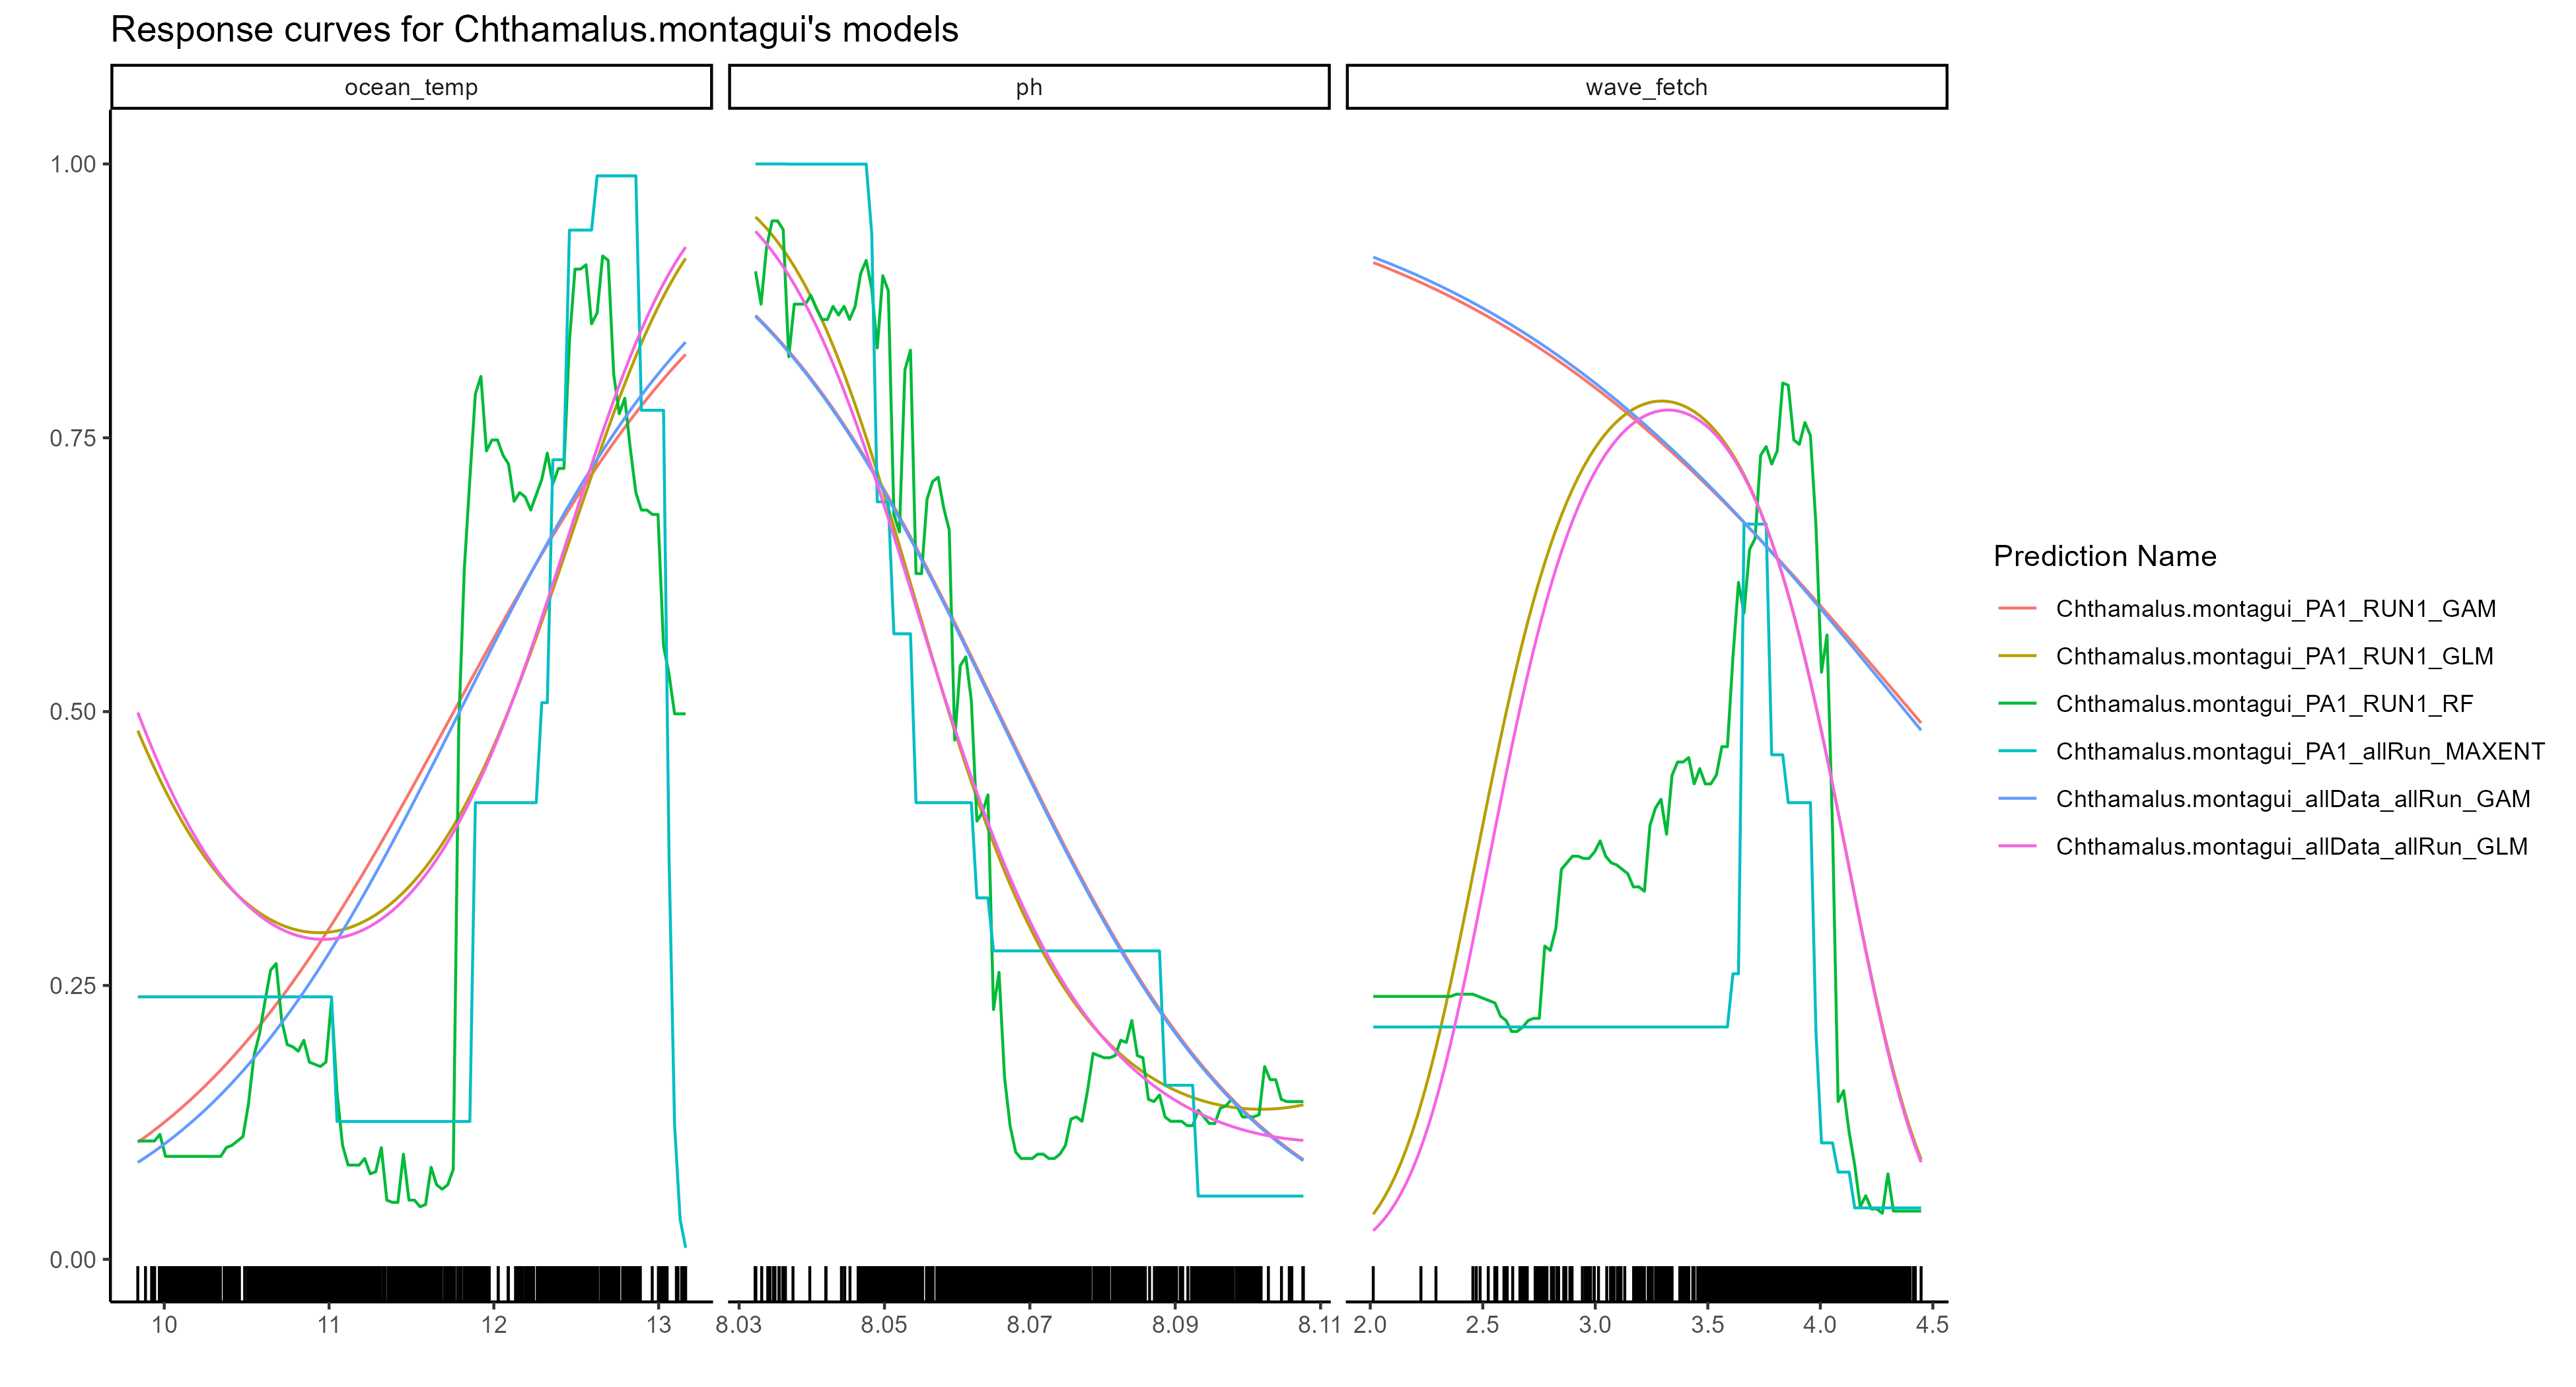 Response curves for Chthamalus.montagui's models
ocean_temp ph wave_fetch
1.00
0.75
0.50
0.25
0.00
10 11 12 13 8.03 8.05 8.07 8.09 8.11 2.0 2.5 3.0 3.5 4.0 4.5
Prediction Name
Chthamalus.montagui_PA1_RUN1_GAM
Chthamalus.montagui_PA1_RUN1_GLM
Chthamalus.montagui_PA1_RUN1_RF
Chthamalus.montagui_PA1_allRun_MAXENT
Chthamalus.montagui_allData_allRun_GAM
Chthamalus.montagui_allData_allRun_GLM